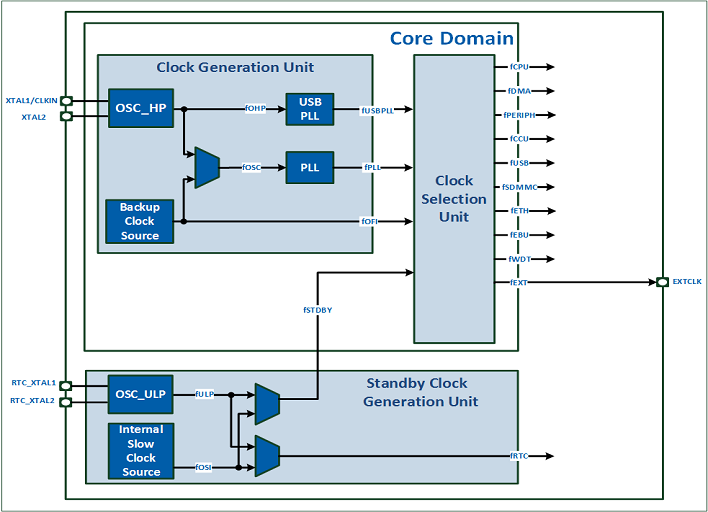 Core Domain
Clock Generation Unit
XTAL1/CLKIN
XTAL2
OSC_HP
fOHP
USB
PLL
fUSBPLL
fOSC
PLL
fPLL
Backup
Clock
Source
fOFI
Clock
Selection
Unit
fCPU
fDMA
fPERIPH
fCCU
fUSB
fSDMMC
fETH
fEBU
fWDT
fEXT
EXTCLK
fSTDBY
RTC_XTAL1
RTC_XTAL2
OSC_ULP
fULP
Standby Clock
Generation Unit
Internal
Slow
Clock
Source
fOSI
fRTC